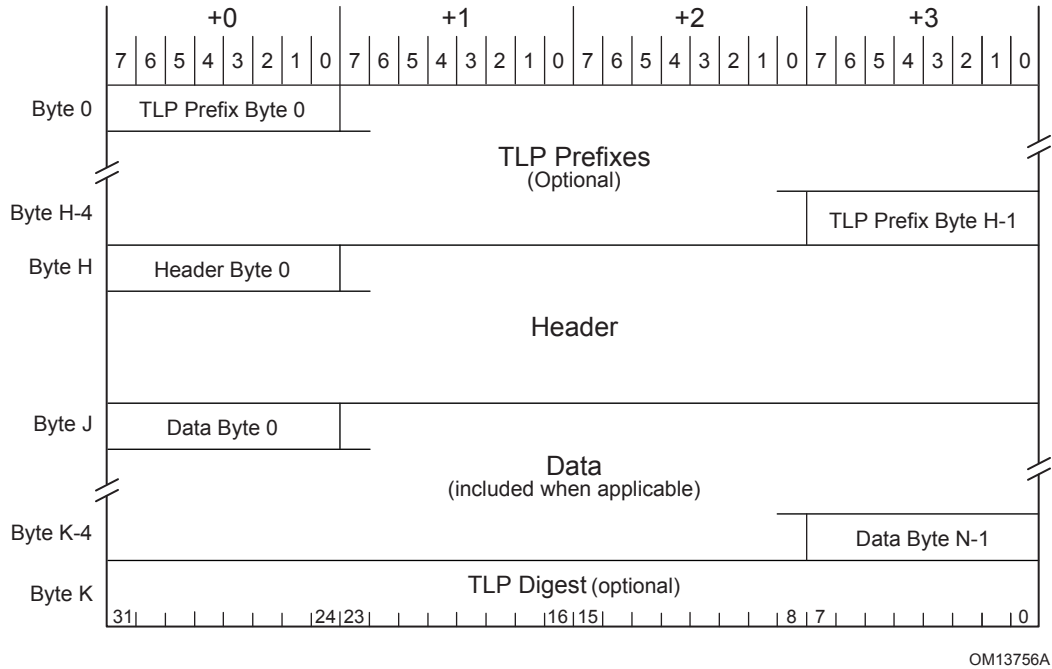 +0 +1 +2 +3
7 6 5 4 3 2 1 0 7 6 5 4 3 2 1 0 7 6 5 4 3 2 1 0 7 6 5 4 3 2 1 0
Byte 0 TLP Prefix Byte 0
TLP Prefixes
(Optional)
Byte H-4 TLP Prefix Byte H-1
Byte H Header Byte 0
Header
Byte J Data Byte 0
Data
(included when applicable)
Byte K-4 Data Byte N-1
Byte K TLP Digest (optional)
31 24 23 16 15 8 7 0
OM13756A